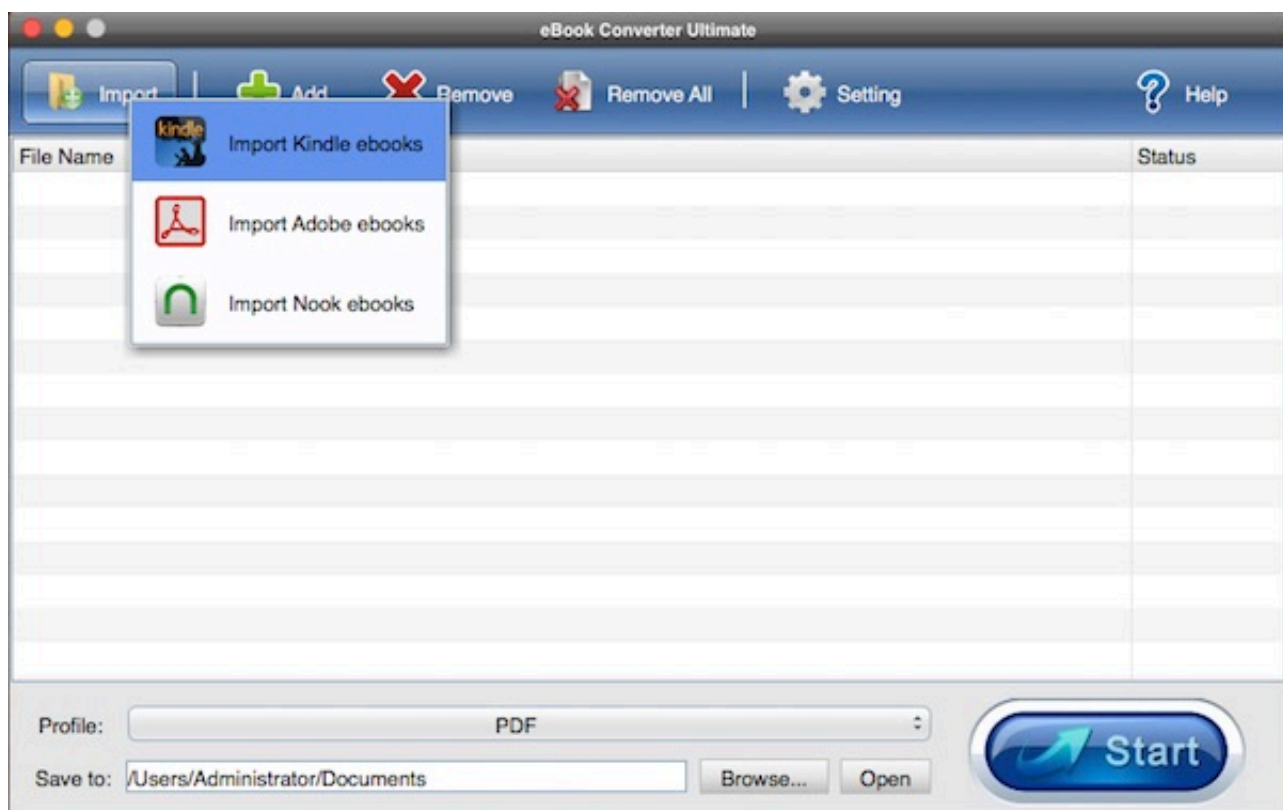 eBook Converter Ultimate
Import Add Remove Remove All Setting Help
File Name Status
kindle Import Kindle ebooks
Import Adobe ebooks
n Import Nook ebooks
Profile: PDF
Save to: /Users/Administrator/Documents Browse... Open
Start